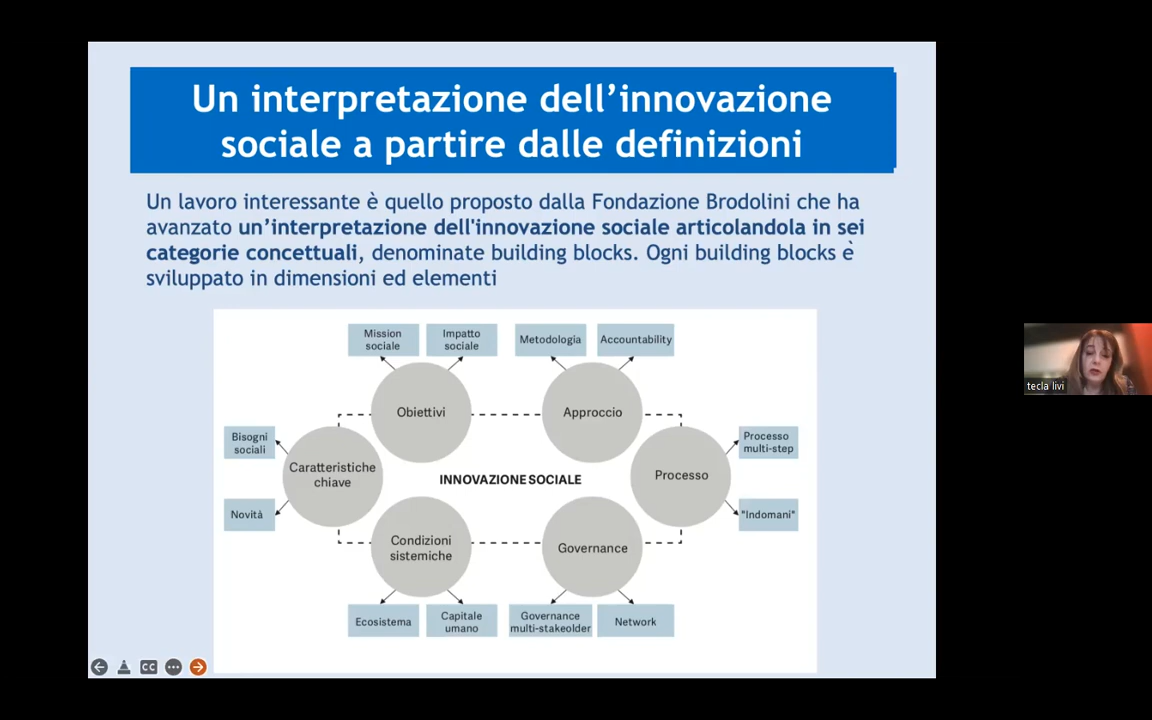 Un interpretazione dell'innovazione
sociale a partire dalle definizioni
Un lavoro interessante è quello proposto dalla Fondazione Brodolini che ha
avanzato un'interpretazione dell'innovazione sociale articolandola in sei
categorie concettuali, denominate building blocks. Ogni building blocks è
sviluppato in dimensioni ed elementi
Mission
sociale
Impatto
sociale
Metodologia
Accountability
Obiettivi
Approccio
Bisogni
sociali
Caratteristiche
chiave
Novità
INNOVAZIONE SOCIALE
Processo
Processo
multi-step
"Indomani"
Condizioni
sistemiche
Governance
Ecosistema
Capitale
umano
Governance
multi-stakeolder
Network
CC
tecla livi